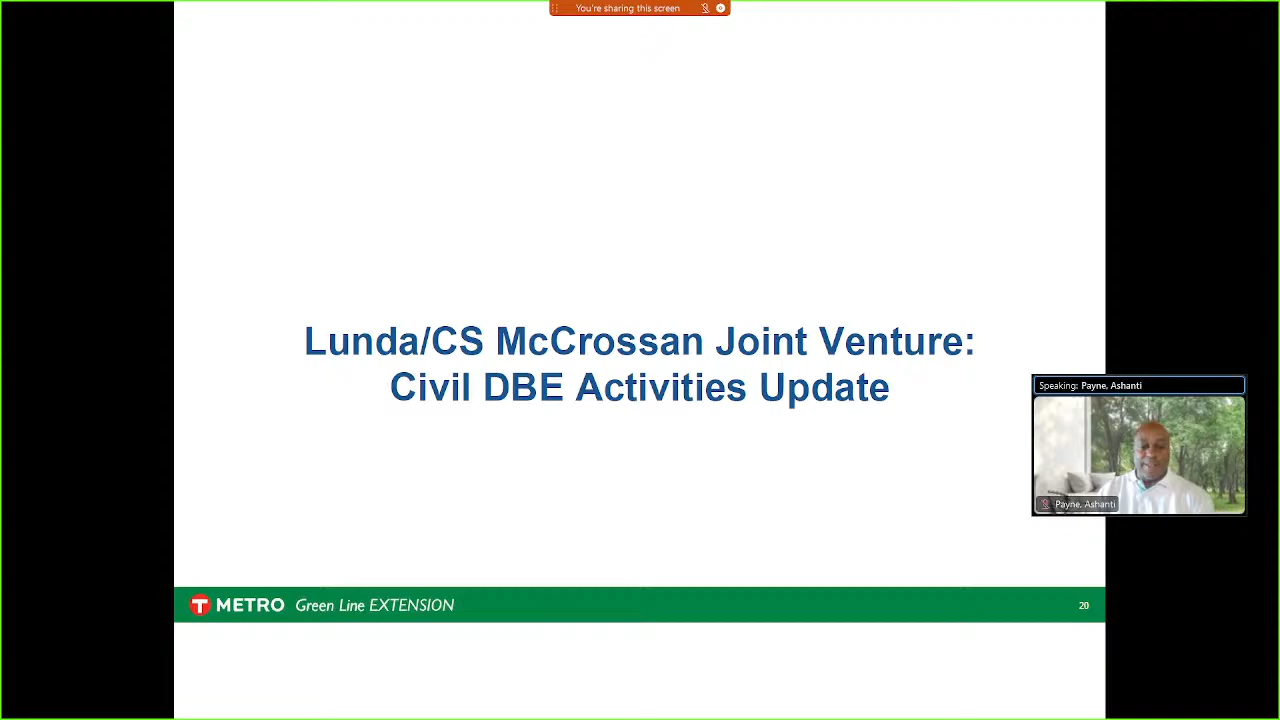 You're sharing this screen
Lunda/CS McCrossan Joint Venture:
Civil DBE Activities Update
Speaking: Payne, Ashanti
Payne, Ashanti
T METRO Green Line EXTENSION
20